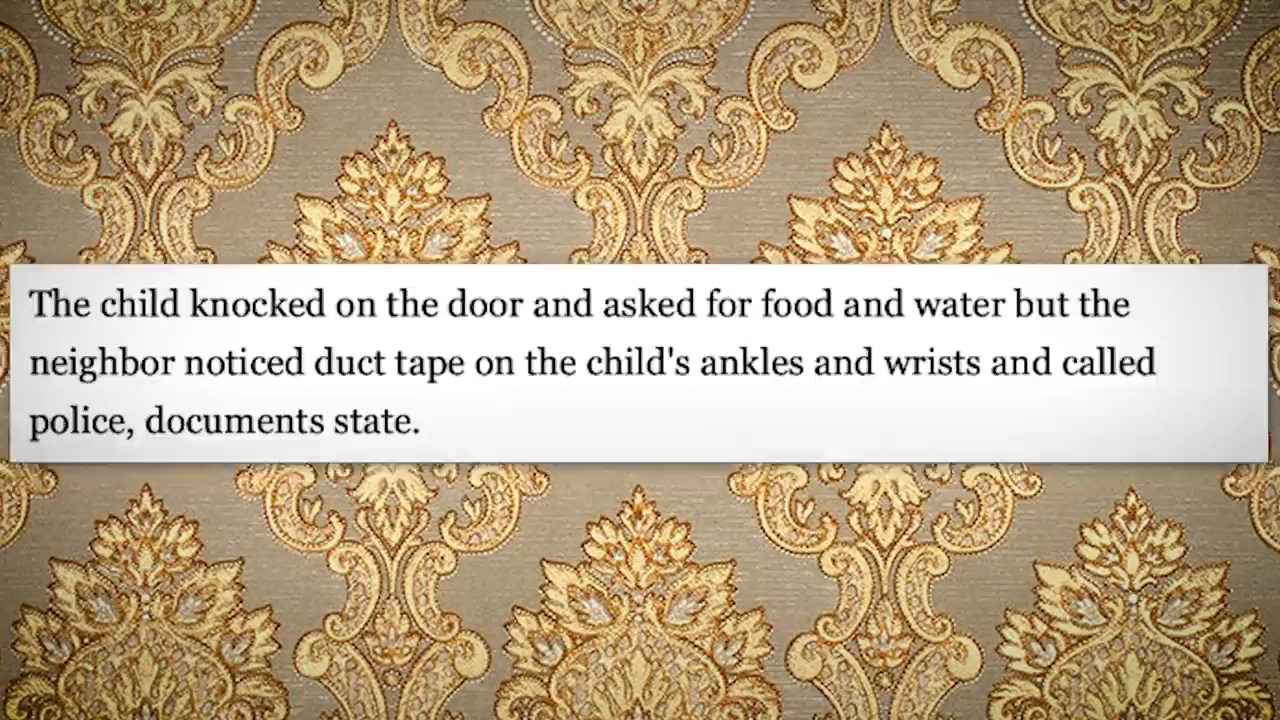 The child knocked on the door and asked for food and water but the
neighbor noticed duct tape on the child's ankles and wrists and called
police, documents state.